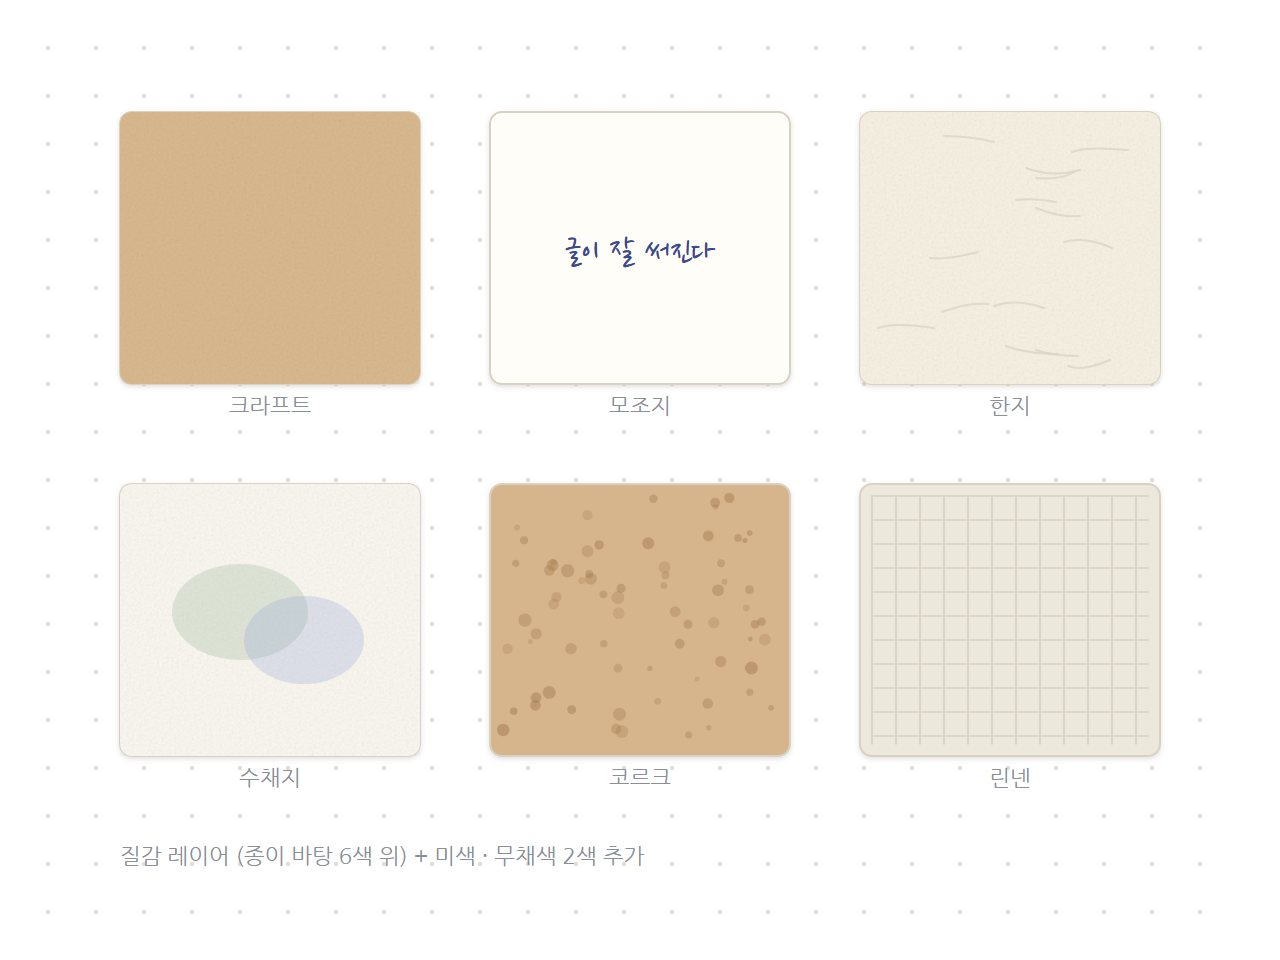 글이 잘 써진다
크라프트
모조지
한지
수채지
코르크
린넨
질감 레이어 (종이 바탕 6색 위) + 미색 · 무채색 2색 추가